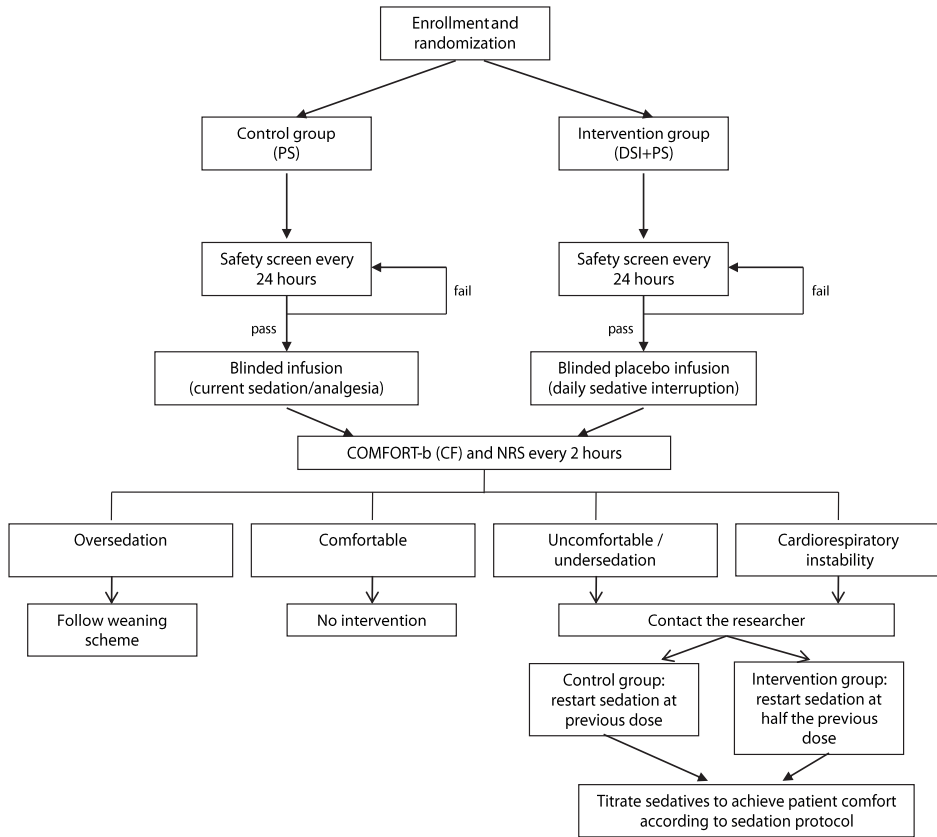 Enrollment and
randomization
Control group
(PS)
Intervention group
(DSI+PS)
Safety screen every
24 hours
Safety screen every
24 hours
fail
fail
pass
pass
Blinded infusion
(current sedation/analgesia)
Blinded placebo infusion
(daily sedative interruption)
COMFORT-b (CF) and NRS every 2 hours
Oversedation
Comfortable
Uncomfortable /
undersedation
Cardiorespiratory
instability
Follow weaning
scheme
No intervention
Contact the researcher
Control group:
restart sedation at
previous dose
Intervention group:
restart sedation at
half the previous
dose
Titrate sedatives to achieve patient comfort
according to sedation protocol